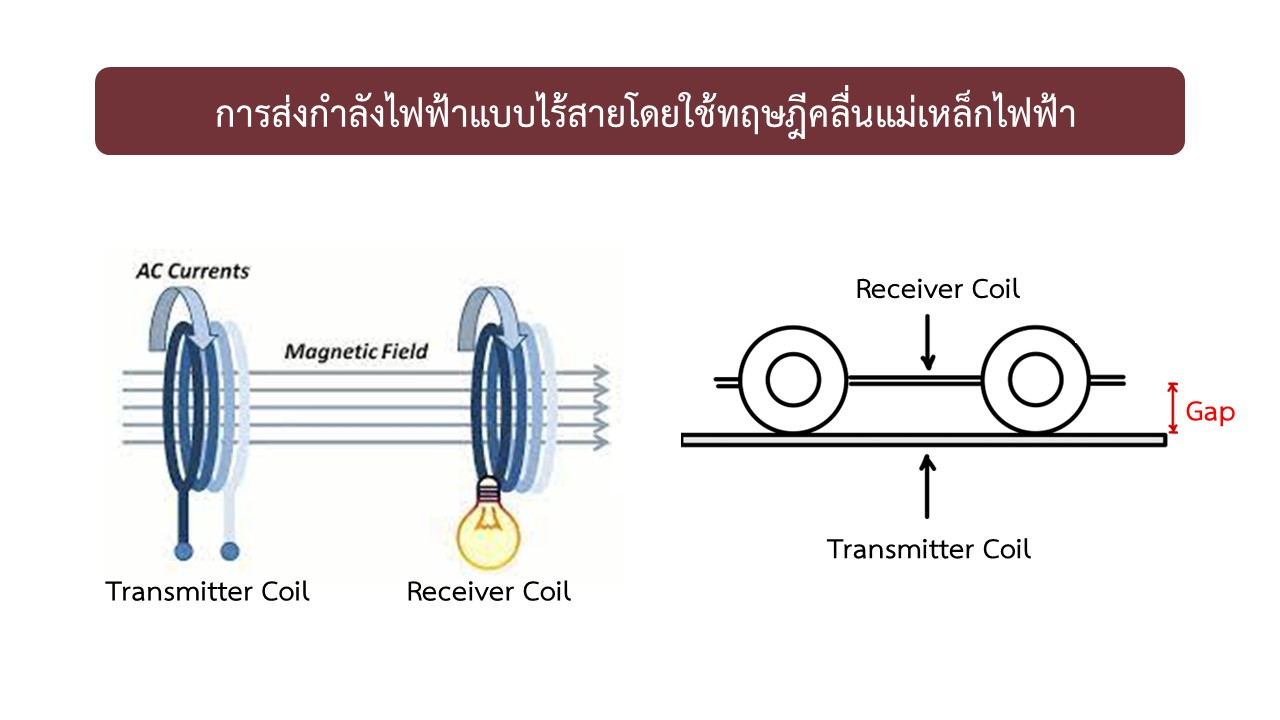 การส่งกำลังไฟฟ้าแบบไร้สายโดยใช้ทฤษฎีคลื่นแม่เหล็กไฟฟ้า
AC Currents
Magnetic Field
Transmitter Coil
Receiver Coil
Receiver Coil
Gap
Transmitter Coil